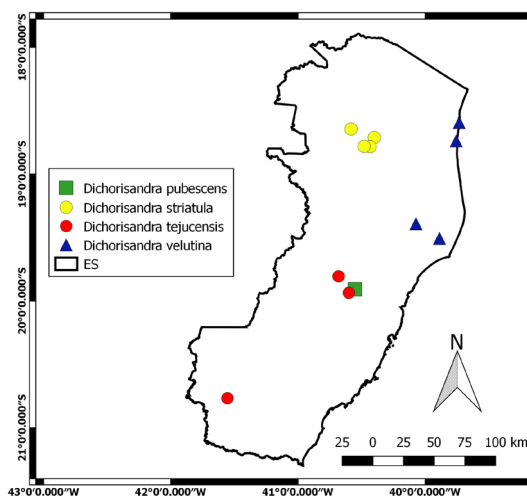 18°0'0.000"S
19°0'0.000"S
20°0'0.000"S
21°0'0.000"S
Dichorisandra pubescens
Dichorisandra striatula
Dichorisandra tejucensis
Dichorisandra velutina
ES
N
25 0 25 50 75 100 km
43°0'0.000"W 42°0'0.000"W 41°0'0.000"W 40°0'0.000"W